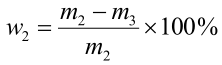 w₂ = (m₂ − m₃) / m₂ × 100%